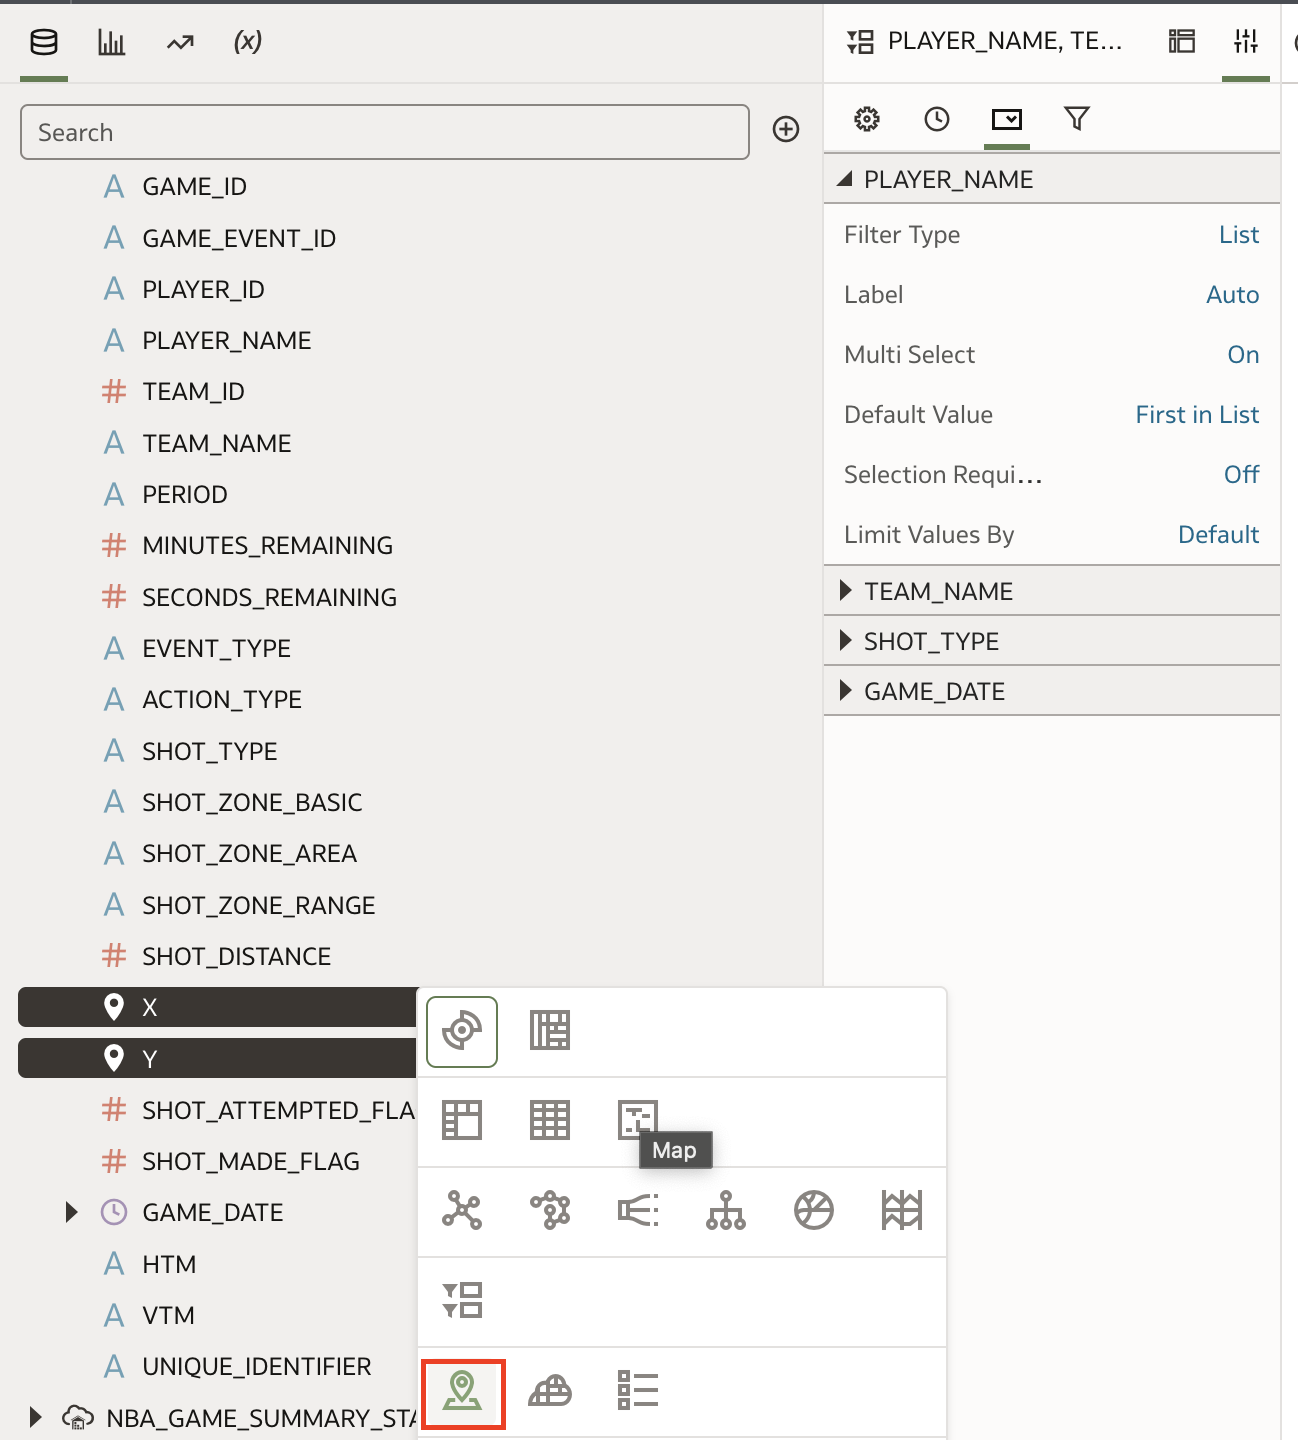 (x)
PLAYER_NAME, TE...
Search
GAME_ID
GAME_EVENT_ID
PLAYER_ID
PLAYER_NAME
TEAM_ID
TEAM_NAME
PERIOD
MINUTES_REMAINING
SECONDS_REMAINING
EVENT_TYPE
ACTION_TYPE
SHOT_TYPE
SHOT_ZONE_BASIC
SHOT_ZONE_AREA
SHOT_ZONE_RANGE
SHOT_DISTANCE
X
Y
SHOT_ATTEMPTED_FLA
SHOT_MADE_FLAG
GAME_DATE
HTM
VTM
UNIQUE_IDENTIFIER
NBA_GAME_SUMMARY_STA
Map
PLAYER_NAME
Filter Type List
Label Auto
Multi Select On
Default Value First in List
Selection Requi... Off
Limit Values By Default
TEAM_NAME
SHOT_TYPE
GAME_DATE